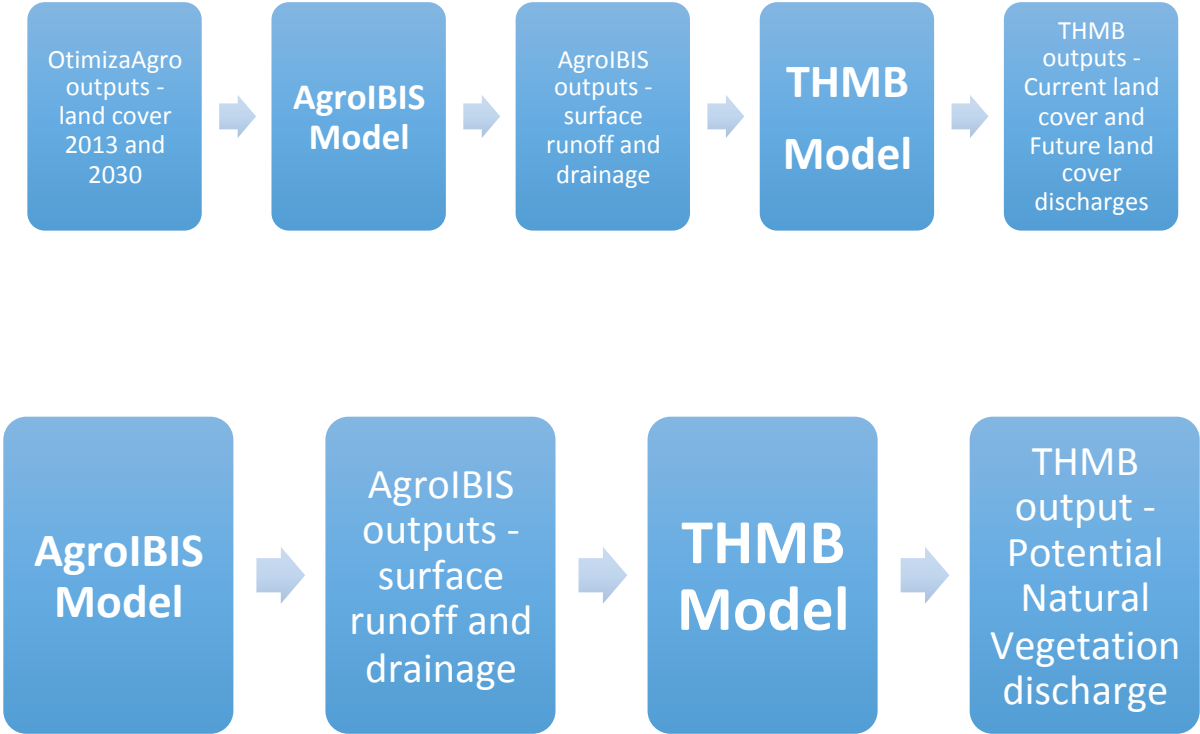 OtimizaAgro
outputs -
land cover
2013 and
2030
AgroIBIS
Model
AgroIBIS
outputs -
surface
runoff and
drainage
THMB
Model
THMB
outputs -
Current land
cover and
Future land
cover
discharges
AgroIBIS
Model
AgroIBIS
outputs -
surface
runoff and
drainage
THMB
Model
THMB
output -
Potential
Natural
Vegetation
discharge